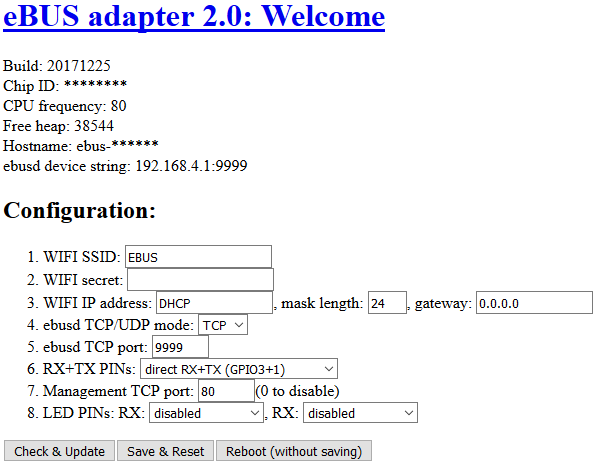 eBUS adapter 2.0: Welcome
Build: 20171225
Chip ID: ********
CPU frequency: 80
Free heap: 38544
Hostname: ebus-******
ebusd device string: 192.168.4.1:9999
Configuration:
1. WIFI SSID: EBUS
2. WIFI secret:
3. WIFI IP address: DHCP, mask length: 24, gateway: 0.0.0.0
4. ebusd TCP/UDP mode: TCP
5. ebusd TCP port: 9999
6. RX+TX PINs: direct RX+TX (GPIO3+1)
7. Management TCP port: 80 (0 to disable)
8. LED PINs: RX: disabled, RX: disabled
Check & Update Save & Reset Reboot (without saving)